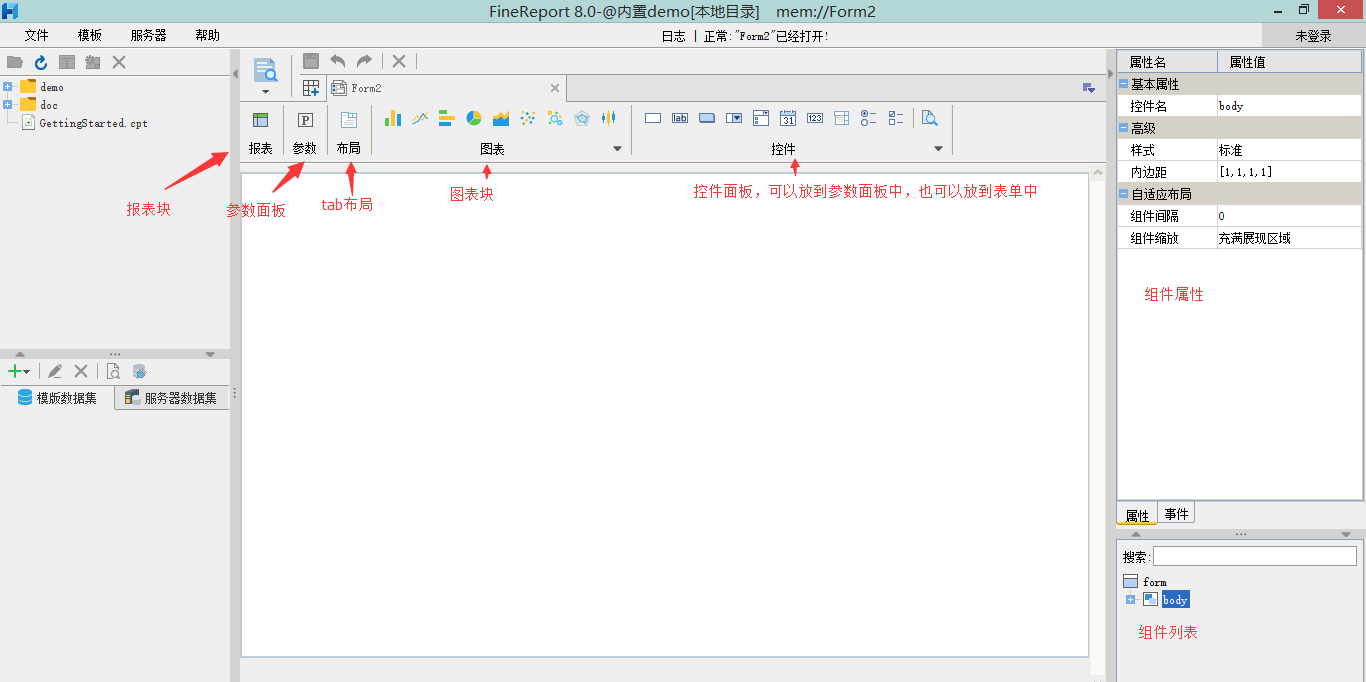 FineReport 8.0-@内置demo[本地目录] mem://Form2
文件 模板 服务器 帮助
日志 | 正常:"Form2"已经打开!
未登录
demo
doc
GettingStarted.cpt
模版数据集 服务器数据集
Form2
P
lab
31
123
报表 参数 布局 图表 控件
报表块
参数面板
tab布局
图表块
控件面板，可以放到参数面板中，也可以放到表单中
属性名 属性值
基本属性
控件名 body
高级
样式 标准
内边距 [1,1,1,1]
自适应布局
组件间隔 0
组件缩放 充满展现区域
组件属性
属性 事件
搜索:
form
body
组件列表